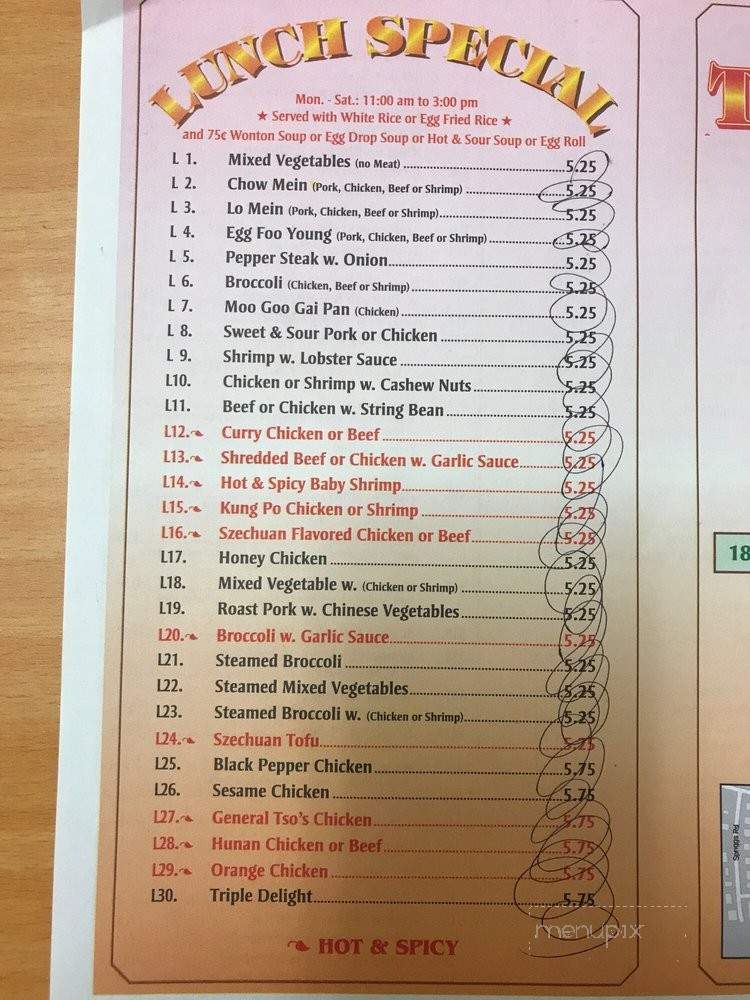 LUNCH SPECIAL
Mon. - Sat.: 11:00 am to 3:00 pm
★ Served with White Rice or Egg Fried Rice ★
and 75¢ Wonton Soup or Egg Drop Soup or Hot & Sour Soup or Egg Roll
L 1. Mixed Vegetables (no Meat) 5.25
L 2. Chow Mein (Pork, Chicken, Beef or Shrimp) 5.25
L 3. Lo Mein (Pork, Chicken, Beef or Shrimp) 5.25
L 4. Egg Foo Young (Pork, Chicken, Beef or Shrimp) 5.25
L 5. Pepper Steak w. Onion 5.25
L 6. Broccoli (Chicken, Beef or Shrimp) 5.25
L 7. Moo Goo Gai Pan (Chicken) 5.25
L 8. Sweet & Sour Pork or Chicken 5.25
L 9. Shrimp w. Lobster Sauce 5.25
L10. Chicken or Shrimp w. Cashew Nuts 5.25
L11. Beef or Chicken w. String Bean 5.25
L12. Curry Chicken or Beef 5.25
L13. Shredded Beef or Chicken w. Garlic Sauce 5.25
L14. Hot & Spicy Baby Shrimp 5.25
L15. Kung Po Chicken or Shrimp 5.25
L16. Szechuan Flavored Chicken or Beef 5.25
L17. Honey Chicken 5.25
L18. Mixed Vegetable w. (Chicken or Shrimp) 5.25
L19. Roast Pork w. Chinese Vegetables 5.25
L20. Broccoli w. Garlic Sauce 5.25
L21. Steamed Broccoli 5.25
L22. Steamed Mixed Vegetables 5.25
L23. Steamed Broccoli w. (Chicken or Shrimp) 5.25
L24. Szechuan Tofu 5.25
L25. Black Pepper Chicken 5.75
L26. Sesame Chicken 5.75
L27. General Tso's Chicken 5.75
L28. Hunan Chicken or Beef 5.75
L29. Orange Chicken 5.75
L30. Triple Delight 5.75
HOT & SPICY
menupix
T
18
Spriggs Rd